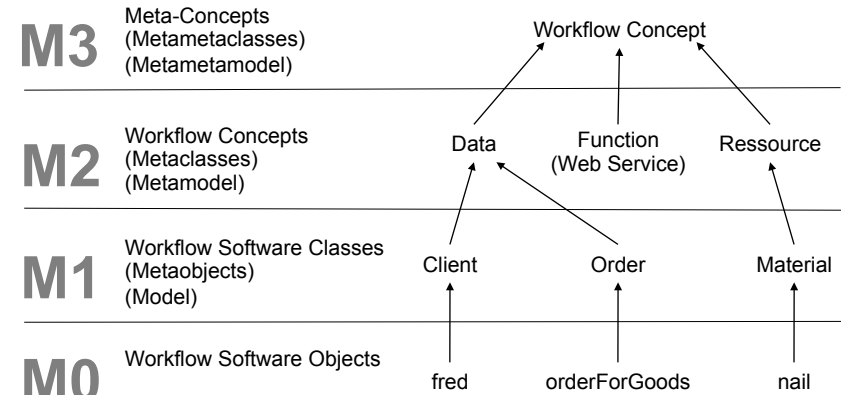 M3
Meta-Concepts
(Metametaclasses)
(Metametamodel)
Workflow Concept
M2
Workflow Concepts
(Metaclasses)
(Metamodel)
Data
Function
(Web Service)
Ressource
M1
Workflow Software Classes
(Metaobjects)
(Model)
Client
Order
Material
M0
Workflow Software Objects
fred
orderForGoods
nail